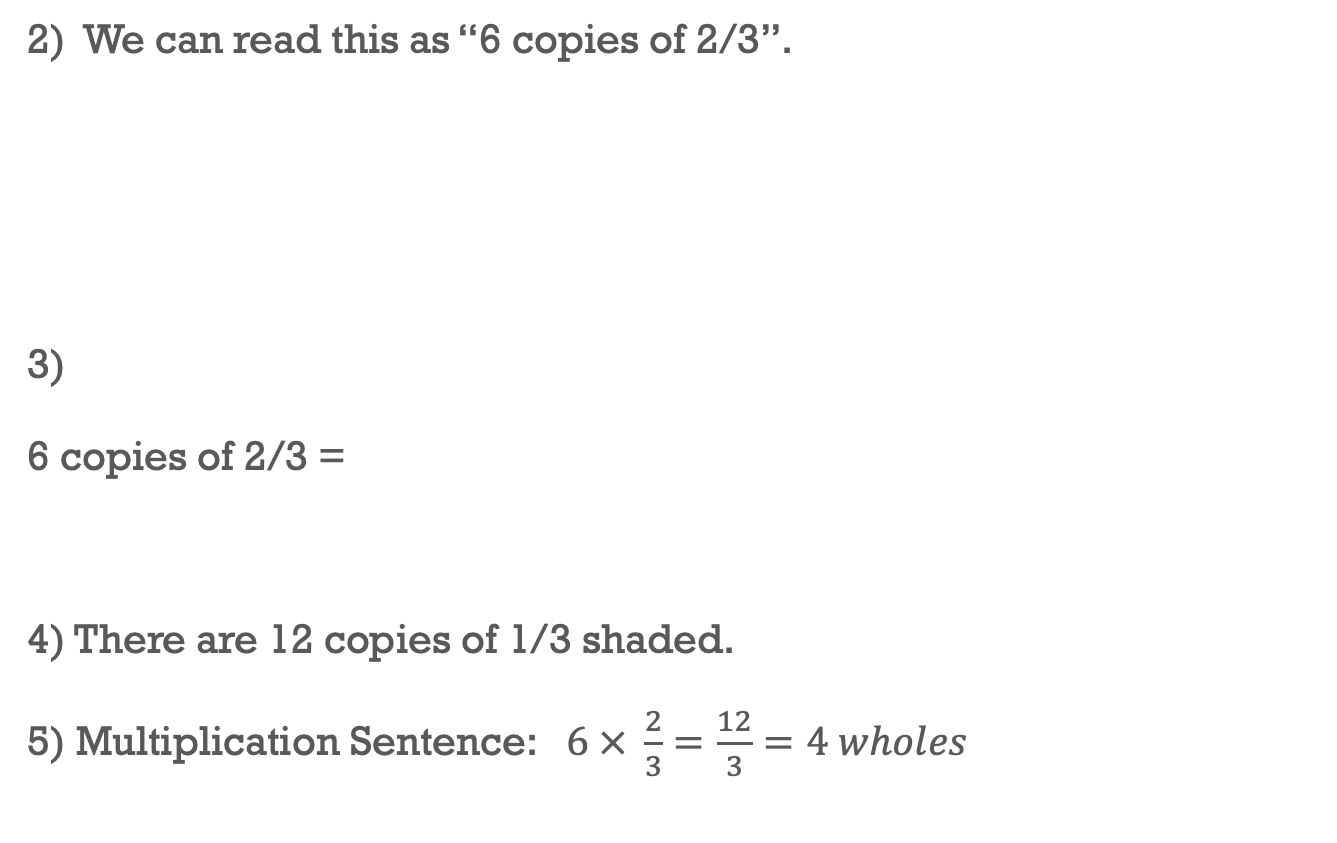 2) We can read this as “6 copies of 2/3”.
3)
6 copies of 2/3 =
4) There are 12 copies of 1/3 shaded.
5) Multiplication Sentence: 6 × 2/3 = 12/3 = 4 wholes